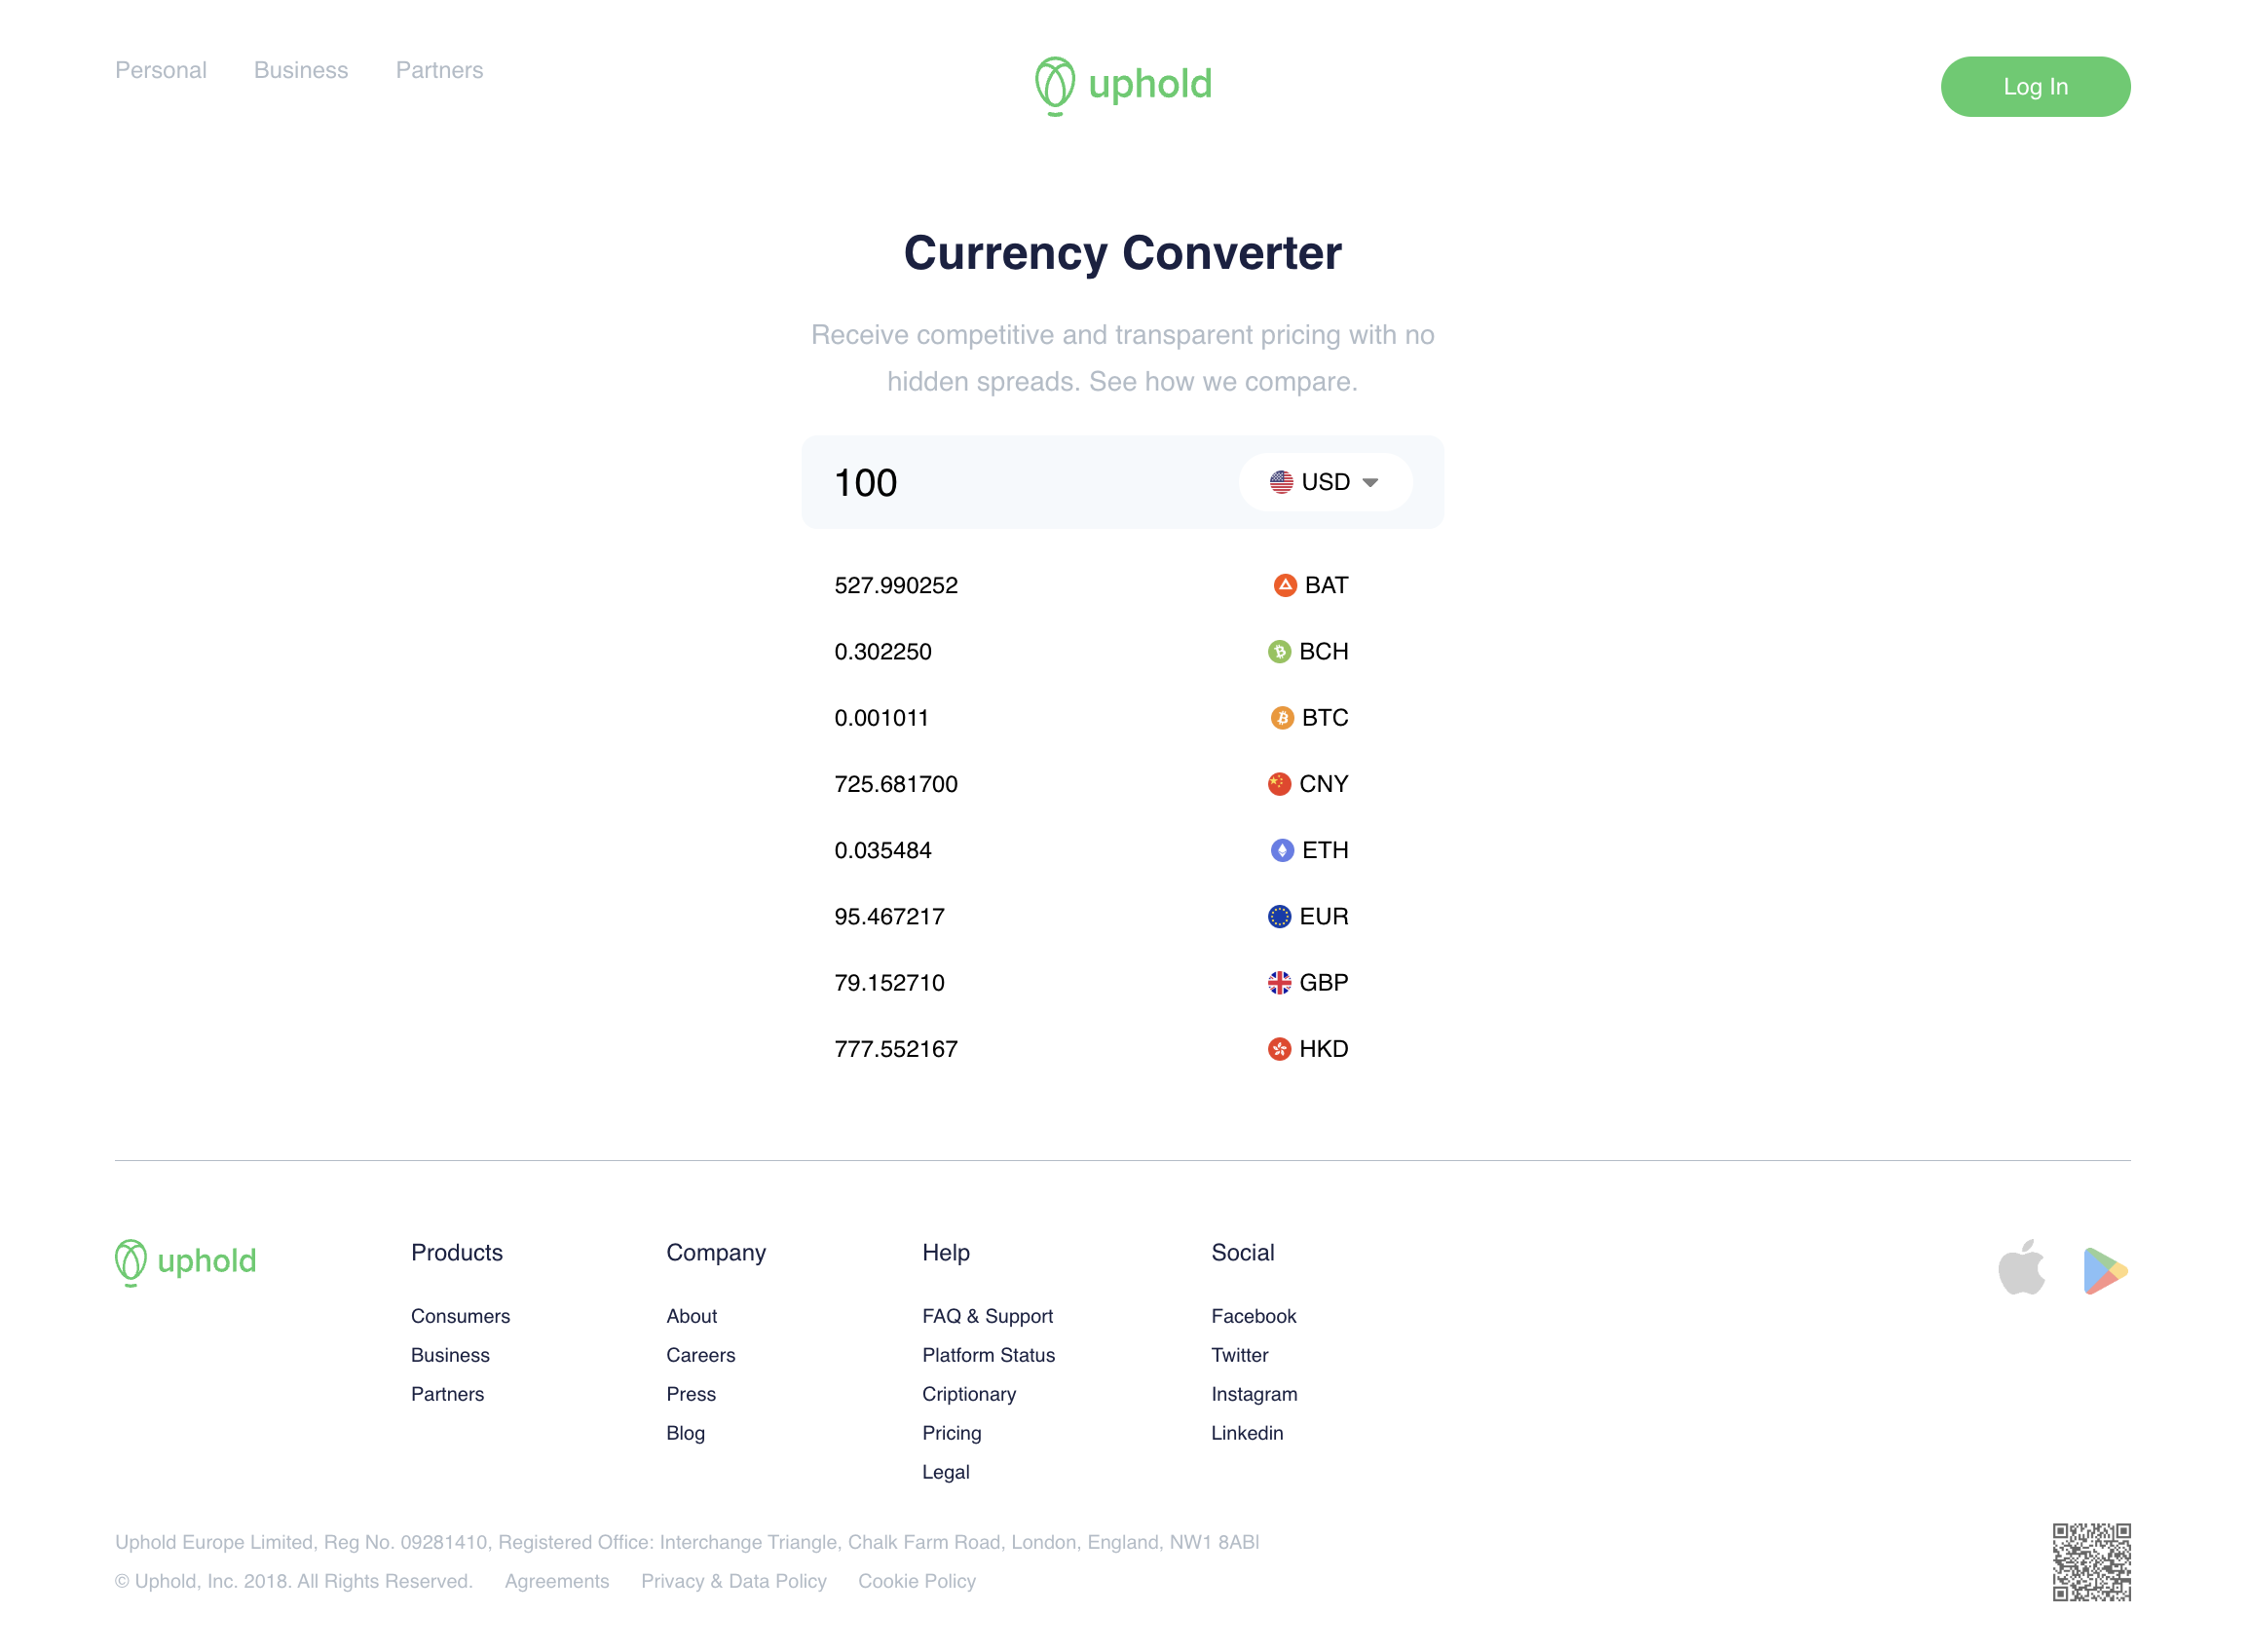 Personal Business Partners
uphold
Log In
Currency Converter
Receive competitive and transparent pricing with no
hidden spreads. See how we compare.
100 USD
527.990252 BAT
0.302250 BCH
0.001011 BTC
725.681700 CNY
0.035484 ETH
95.467217 EUR
79.152710 GBP
777.552167 HKD
uphold
Products
Consumers
Business
Partners
Company
About
Careers
Press
Blog
Help
FAQ & Support
Platform Status
Criptionary
Pricing
Legal
Social
Facebook
Twitter
Instagram
Linkedin
Uphold Europe Limited, Reg No. 09281410, Registered Office: Interchange Triangle, Chalk Farm Road, London, England, NW1 8ABl
© Uphold, Inc. 2018. All Rights Reserved. Agreements Privacy & Data Policy Cookie Policy